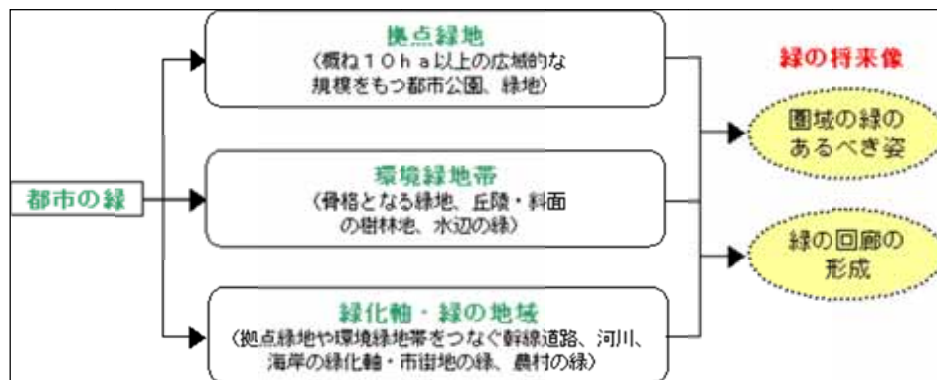 都市の緑
拠点緑地
〈概ね10ha以上の広域的な
規模をもつ都市公園、緑地〉
環境緑地帯
〈骨格となる緑地、丘陵・斜面
の樹林地、水辺の緑〉
緑化軸・緑の地域
〈拠点緑地や環境緑地帯をつなぐ幹線道路、河川、
海岸の緑化軸・市街地の緑、農村の緑〉
緑の将来像
圏域の緑の
あるべき姿
緑の回廊の
形成